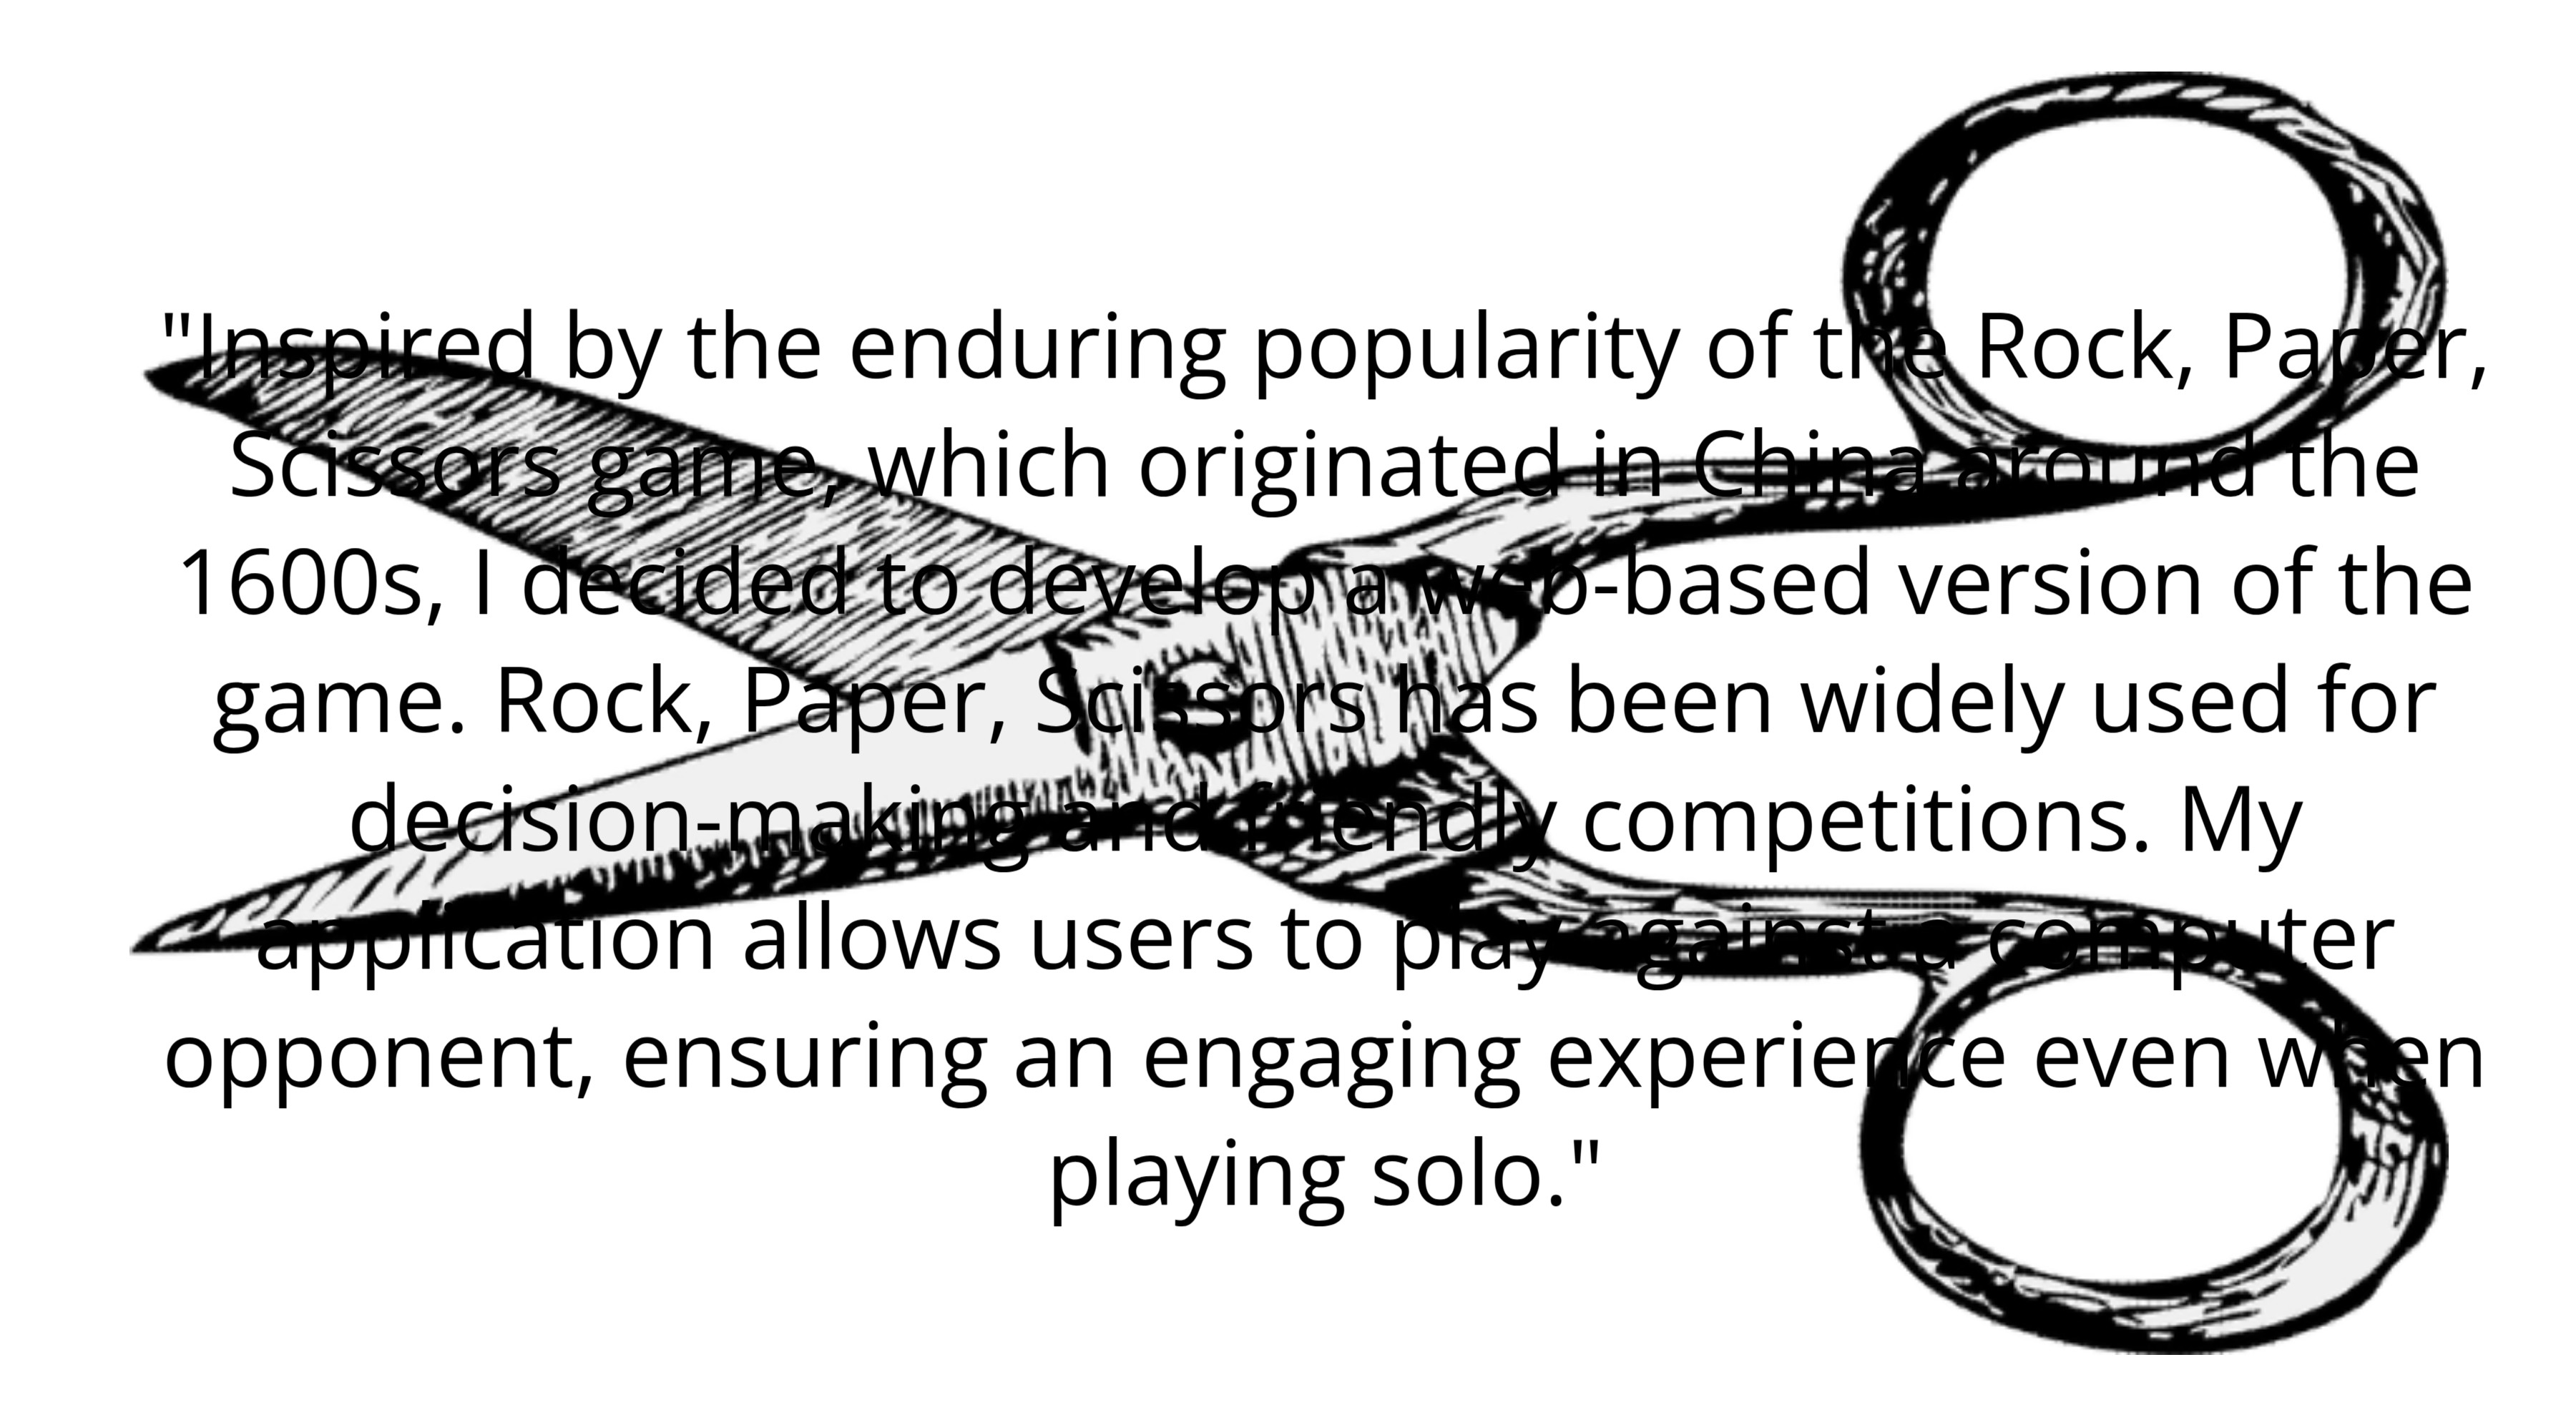 "Inspired by the enduring popularity of the Rock, Paper,
Scissors game, which originated in China around the
1600s, I decided to develop a web-based version of the
game. Rock, Paper, Scissors has been widely used for
decision-making and friendly competitions. My
application allows users to play against a computer
opponent, ensuring an engaging experience even when
playing solo."